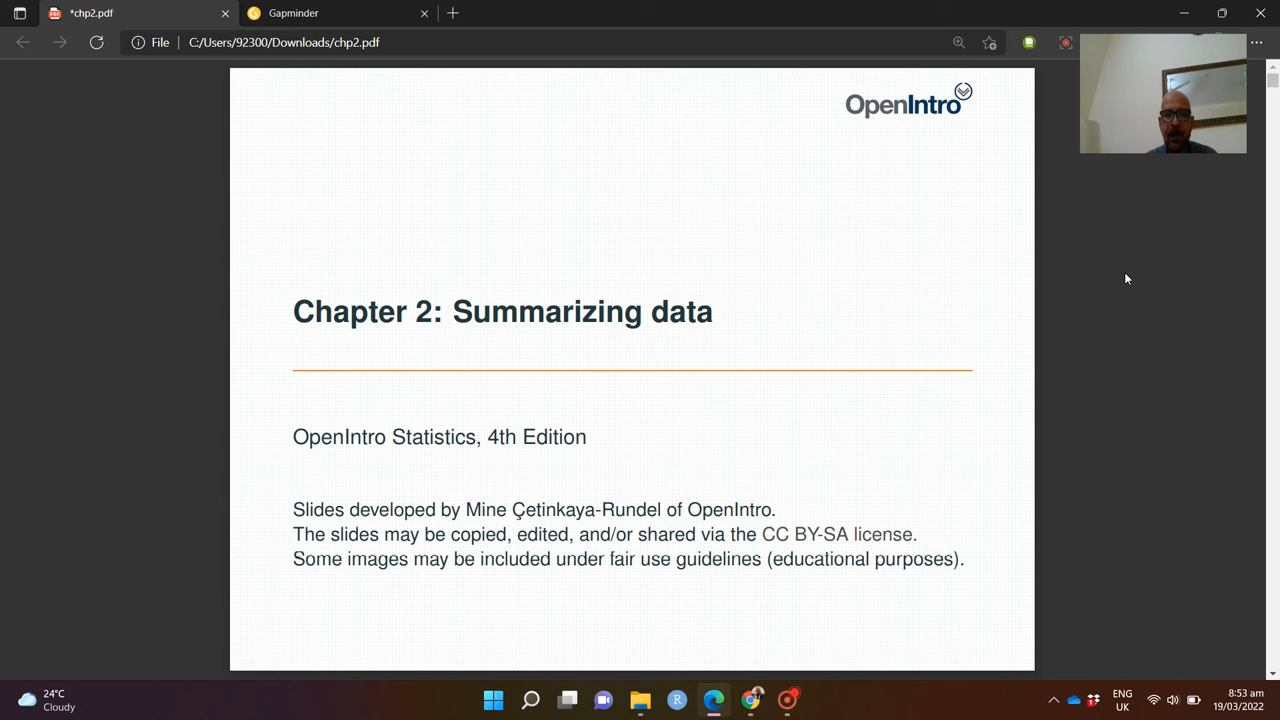 *chp2.pdf
Gapminder
File
C:/Users/92300/Downloads/chp2.pdf
OpenIntro
Chapter 2: Summarizing data
OpenIntro Statistics, 4th Edition
Slides developed by Mine Çetinkaya-Rundel of OpenIntro.
The slides may be copied, edited, and/or shared via the CC BY-SA license.
Some images may be included under fair use guidelines (educational purposes).
24°C
Cloudy
R
1
ENG
UK
8:53 am
19/03/2022